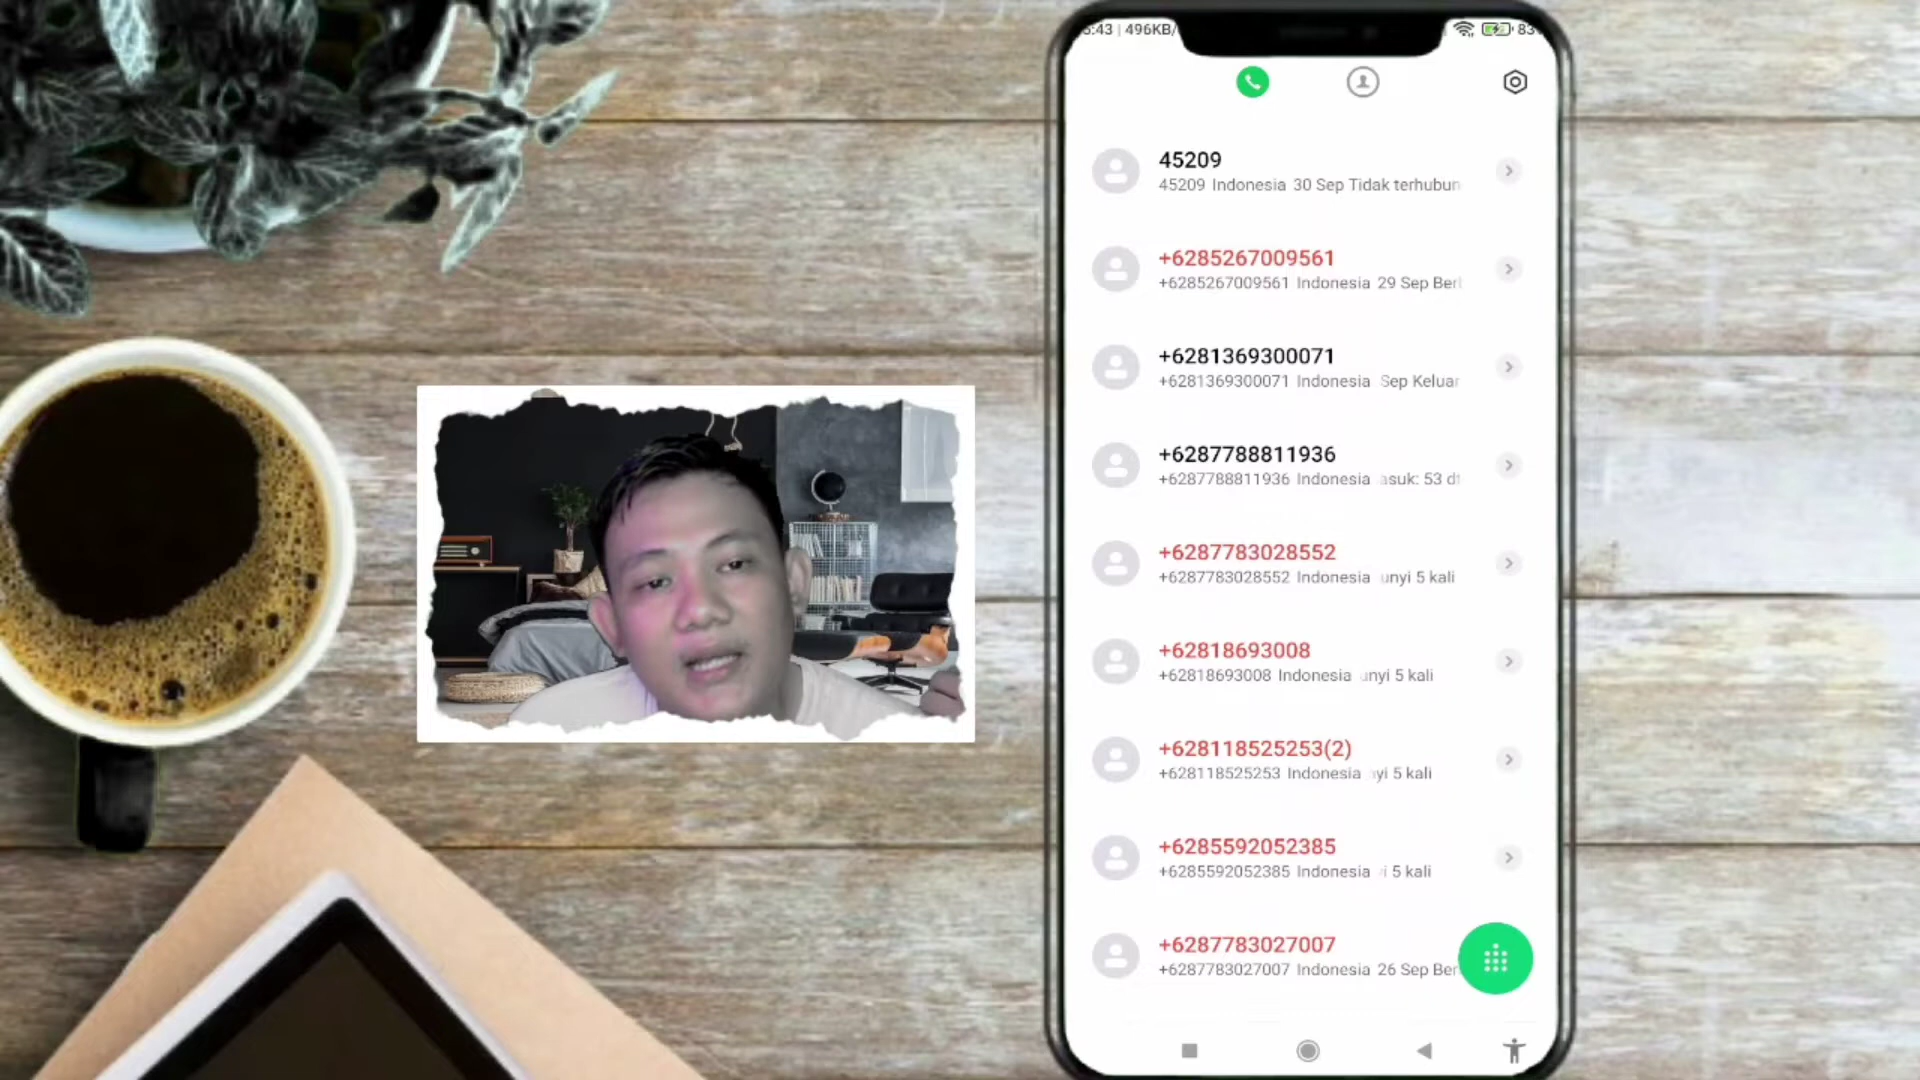 :43 | 496KB/
83
45209
45209 Indonesia 30 Sep Tidak terhubun
+6285267009561
+6285267009561 Indonesia 29 Sep Ber
+6281369300071
+6281369300071 Indonesia Sep Keluar
+6287788811936
+6287788811936 Indonesia asuk: 53 d
+6287783028552
+6287783028552 Indonesia unyi 5 kali
+62818693008
+62818693008 Indonesia unyi 5 kali
+628118525253(2)
+628118525253 Indonesia yi 5 kali
+6285592052385
+6285592052385 Indonesia i 5 kali
+6287783027007
+6287783027007 Indonesia 26 Sep Ber